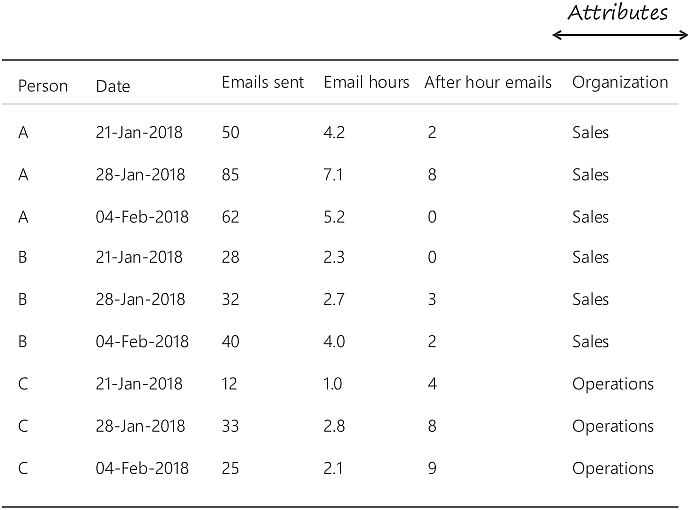 Attributes
Person Date Emails sent Email hours After hour emails Organization
A 21-Jan-2018 50 4.2 2 Sales
A 28-Jan-2018 85 7.1 8 Sales
A 04-Feb-2018 62 5.2 0 Sales
B 21-Jan-2018 28 2.3 0 Sales
B 28-Jan-2018 32 2.7 3 Sales
B 04-Feb-2018 40 4.0 2 Sales
C 21-Jan-2018 12 1.0 4 Operations
C 28-Jan-2018 33 2.8 8 Operations
C 04-Feb-2018 25 2.1 9 Operations